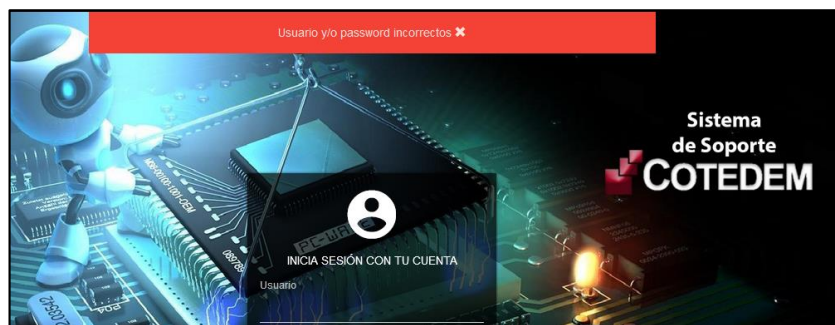 Usuario y/o password incorrectos ✖
Sistema
de Soporte
COTEDEM
INICIA SESIÓN CON TU CUENTA
Usuario